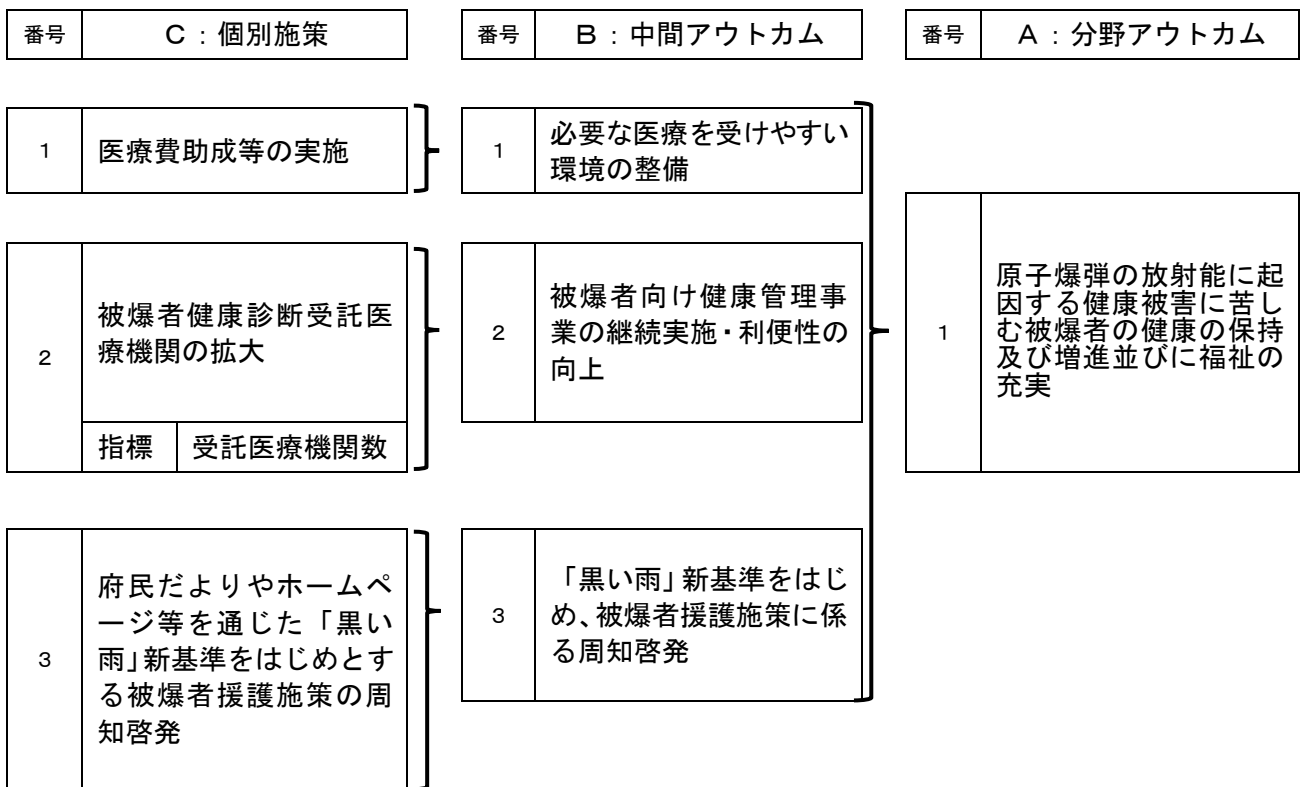 番号 C：個別施策 番号 B：中間アウトカム 番号 A：分野アウトカム
1 医療費助成等の実施
1 必要な医療を受けやすい
環境の整備
2 被爆者健康診断受託医
療機関の拡大
指標 受託医療機関数
2 被爆者向け健康管理事
業の継続実施・利便性の
向上
1 原子爆弾の放射能に起
因する健康被害に苦し
む被爆者の健康の保持
及び増進並びに福祉の
充実
3 府民だよりやホームペ
ージ等を通じた「黒い
雨」新基準をはじめとす
る被爆者援護施策の周
知啓発
3 「黒い雨」新基準をはじ
め、被爆者援護施策に係
る周知啓発